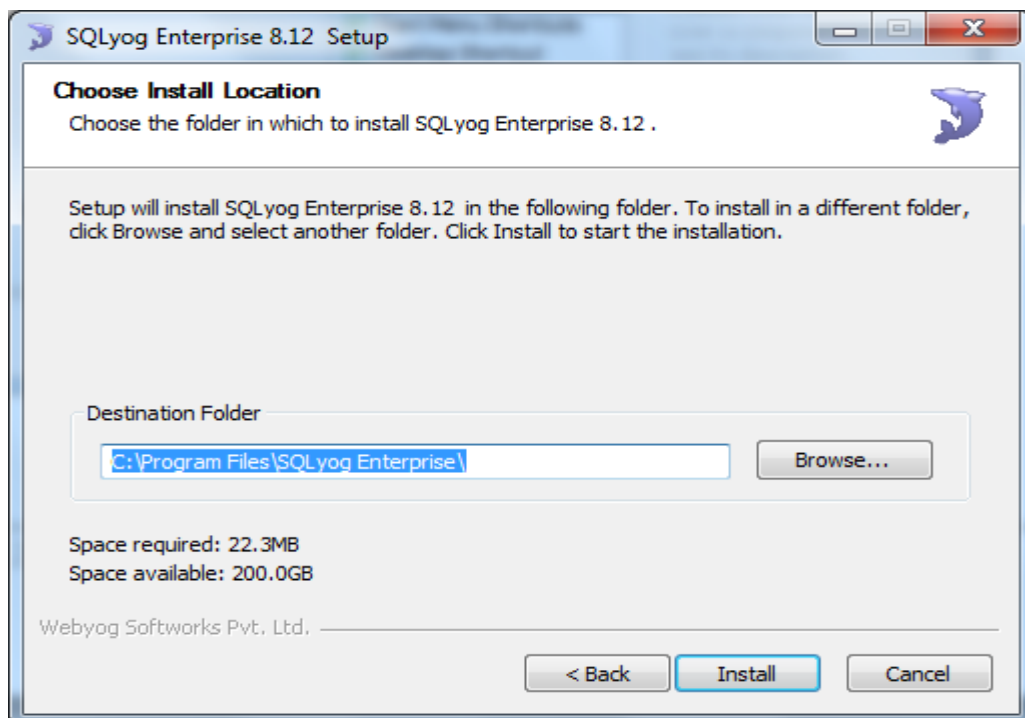 SQLyog Enterprise 8.12 Setup
Choose Install Location
Choose the folder in which to install SQLyog Enterprise 8.12 .
Setup will install SQLyog Enterprise 8.12 in the following folder. To install in a different folder,
click Browse and select another folder. Click Install to start the installation.
Destination Folder
C:\Program Files\SQLyog Enterprise\
Browse...
Space required: 22.3MB
Space available: 200.0GB
Webyog Softworks Pvt. Ltd.
< Back Install Cancel